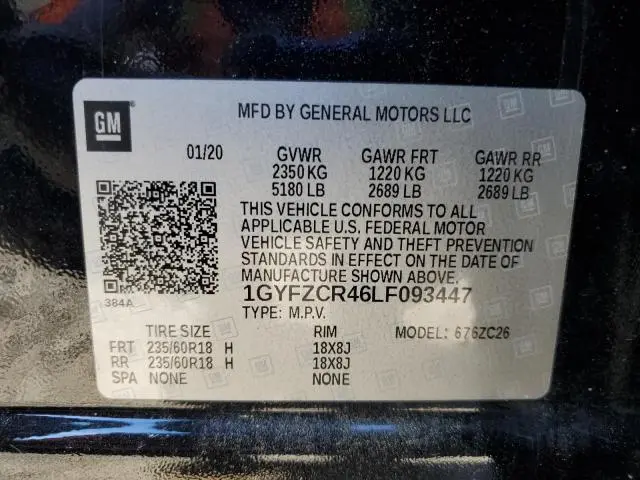 GM
MFD BY GENERAL MOTORS LLC
01/20 GVWR GAWR FRT GAWR RR
2350 KG 1220 KG 1220 KG
5180 LB 2689 LB 2689 LB
THIS VEHICLE CONFORMS TO ALL
APPLICABLE U.S. FEDERAL MOTOR
VEHICLE SAFETY AND THEFT PREVENTION
STANDARDS IN EFFECT ON THE DATE OF
MANUFACTURE SHOWN ABOVE.
384A 1GYFZCR46LF093447
TYPE: M.P.V.
TIRE SIZE RIM MODEL: 676ZC26
FRT 235/60R18 H 18X8J
RR 235/60R18 H 18X8J
SPA NONE NONE